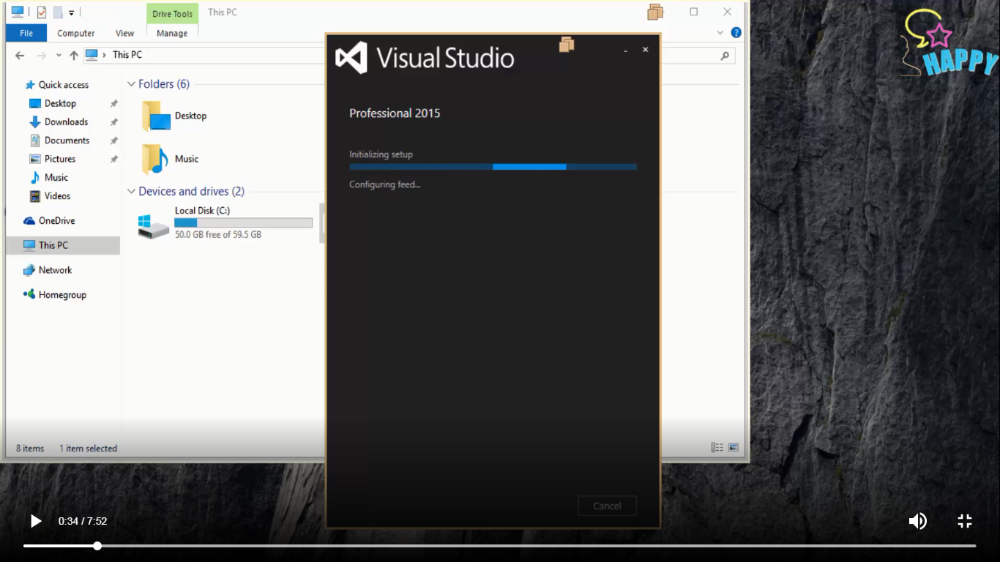 Drive Tools
This PC
File
Computer
View
Manage
This PC
Quick access
Desktop
Downloads
Documents
Pictures
Music
Videos
OneDrive
This PC
Network
Homegroup
Folders (6)
Desktop
Music
Devices and drives (2)
Local Disk (C:)
50.0 GB free of 59.5 GB
8 items
1 item selected
Visual Studio
Professional 2015
Initializing setup
Configuring feed...
Cancel
HAPPY
0:34 / 7:52